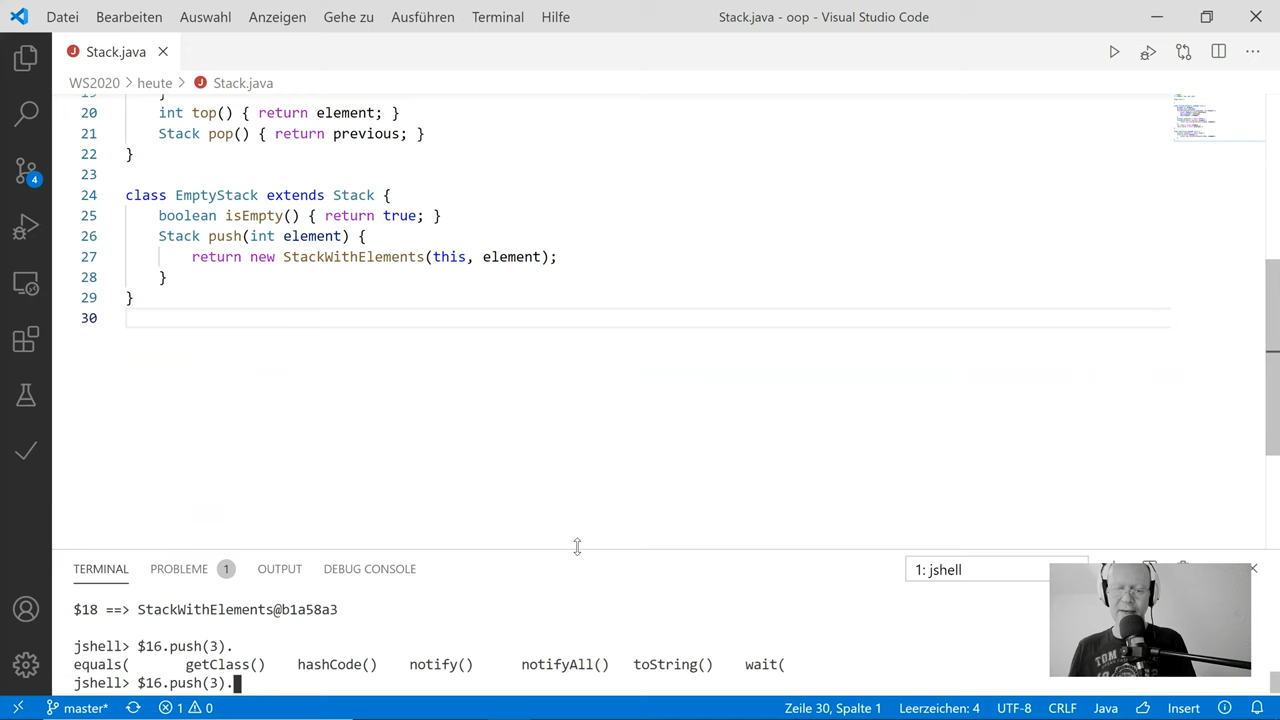 Datei Bearbeiten Auswahl Anzeigen Gehe zu Ausführen Terminal Hilfe Stack.java - oop - Visual Studio Code
Stack.java
WS2020 > heute > Stack.java
20 int top() { return element; }
21 Stack pop() { return previous; }
22 }
23
24 class EmptyStack extends Stack {
25 boolean isEmpty() { return true; }
26 Stack push(int element) {
27 return new StackWithElements(this, element);
28 }
29 }
30
4
TERMINAL PROBLEME 1 OUTPUT DEBUG CONSOLE 1: jshell
$18 ==> StackWithElements@b1a58a3
jshell> $16.push(3).
equals( getClass() hashCode() notify() notifyAll() toString() wait(
jshell> $16.push(3).
TOM
master* 1 0 Zeile 30, Spalte 1 Leerzeichen: 4 UTF-8 CRLF Java Insert